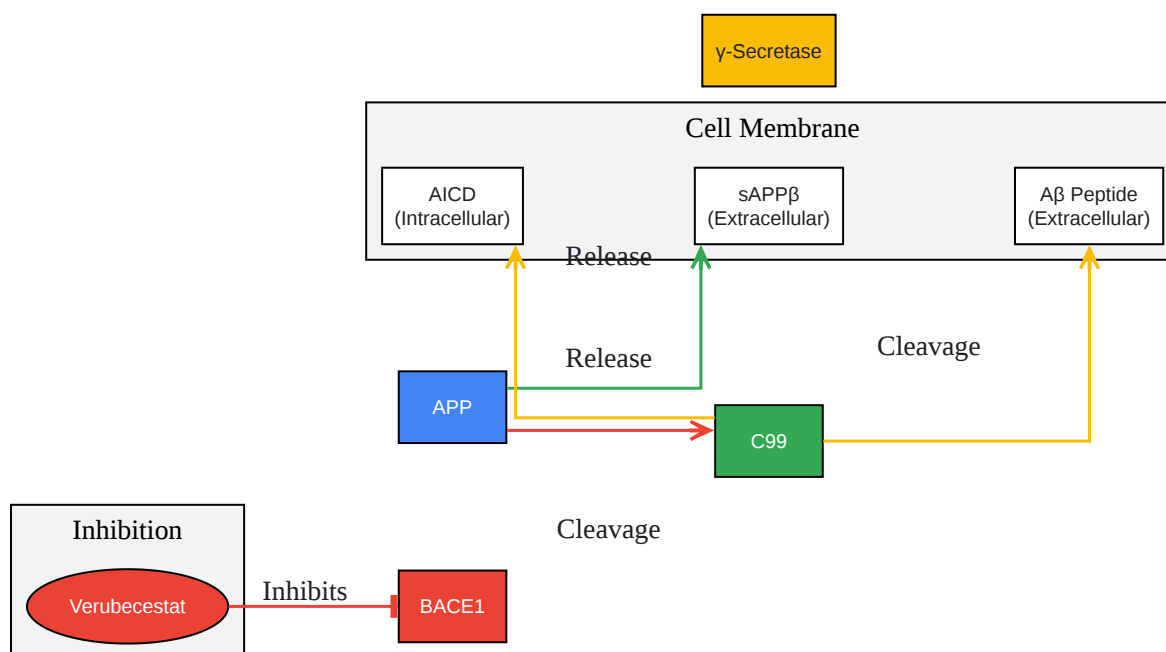 γ-Secretase
Cell Membrane
AICD
(Intracellular)
sAPPβ
(Extracellular)
Aβ Peptide
(Extracellular)
Release
Release
Cleavage
APP
C99
Inhibition
Cleavage
Verubecestat
Inhibits
BACE1